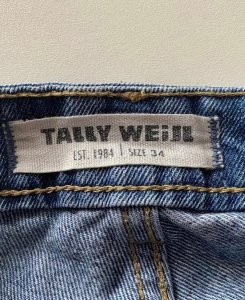 TALLY WEiJL
EST. 1984 | SIZE 34